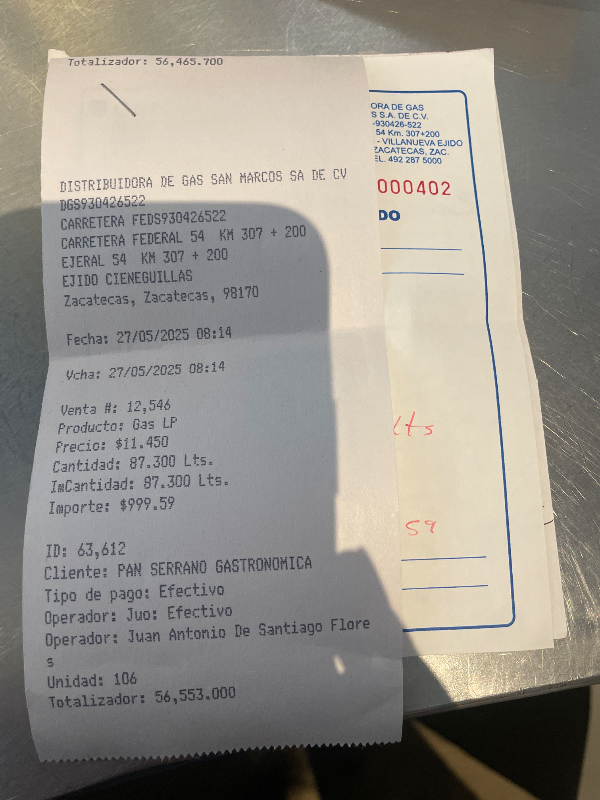 Totalizador: 56,465.700
DISTRIBUIDORA DE GAS SAN MARCOS SA DE CV
DGS930426522
CARRETERA FEDS930426522
CARRETERA FEDERAL 54 KM 307 + 200
EJERAL 54 KM 307 + 200
EJIDO CIENEGUILLAS
Zacatecas, Zacatecas, 98170
Fecha: 27/05/2025 08:14
Ycha: 27/05/2025 08:14
Venta #: 12,546
Producto: Gas LP
Precio: $11.450
Cantidad: 87.300 Lts.
ImCantidad: 87.300 Lts.
Importe: $999.59
ID: 63,612
Cliente: PAN SERRANO GASTRONOMICA
Tipo de pago: Efectivo
Operador: Juo: Efectivo
Operador: Juan Antonio De Santiago Flore
s
Unidad: 106
Totalizador: 56,553.000
ORA DE GAS
S S.A. DE C.V.
-930426-522
54 Km. 307+200
- VILLANUEVA EJIDO
ZACATECAS, ZAC.
EL. 492 287 5000
000402
DO
Lts
59